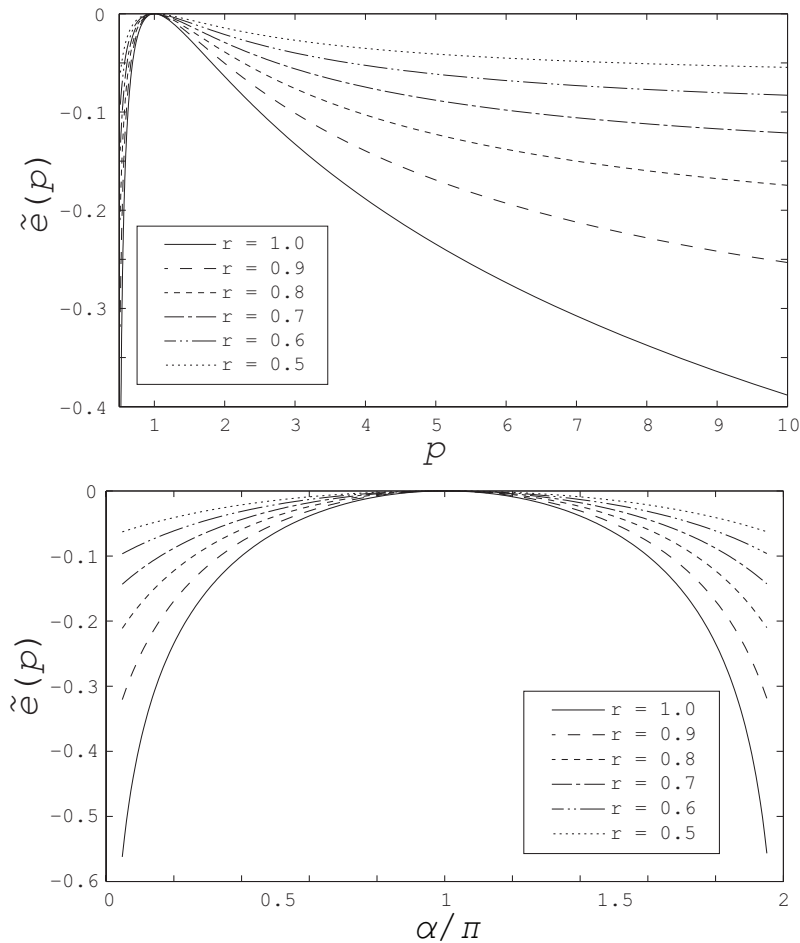 0
-0.1
-0.2
-0.3
-0.4
ẽ(p)
r = 1.0
r = 0.9
r = 0.8
r = 0.7
r = 0.6
r = 0.5
1 2 3 4 5 6 7 8 9 10
p
0
-0.1
-0.2
-0.3
-0.4
-0.5
-0.6
ẽ(p)
r = 1.0
r = 0.9
r = 0.8
r = 0.7
r = 0.6
r = 0.5
0 0.5 1 1.5 2
α/π